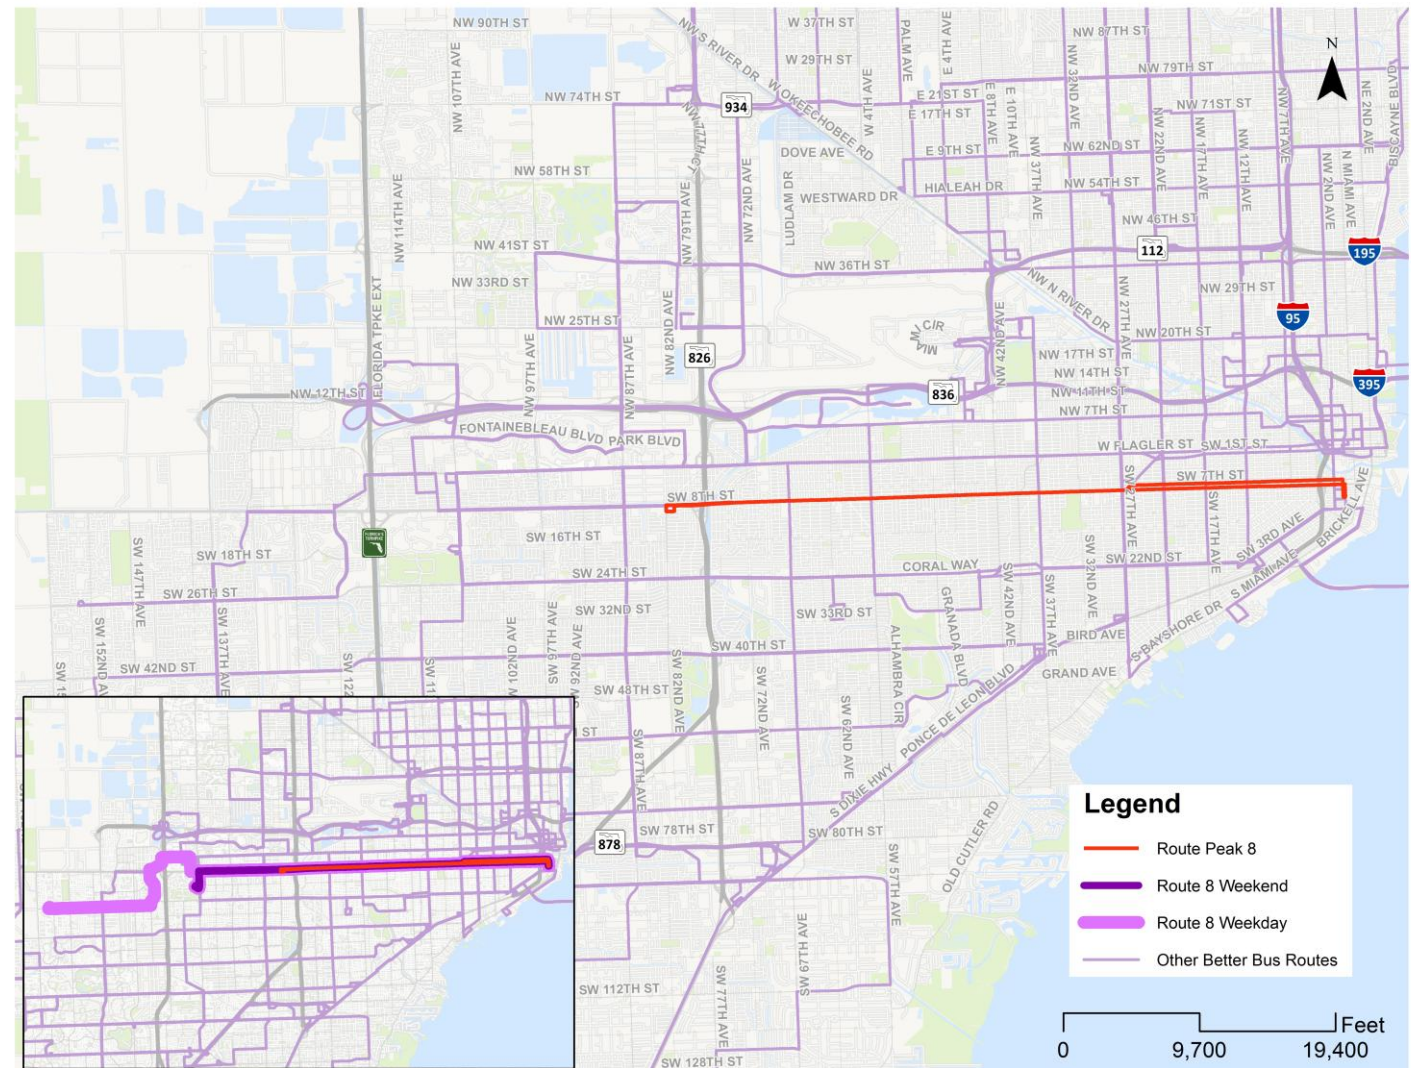 NW 90TH ST
W 37TH ST
NW 87TH ST
N
NW 107TH AVE
NW S RIVER DR
W 29TH ST
PALM AVE
E 4TH AVE
NW 32ND AVE
NW 79TH ST
BISCAYNE BLVD
NW 74TH ST
934
W OKEECHOBEE RD
W 4TH AVE
E 21ST ST
E 17TH ST
E 8TH AVE
E 10TH AVE
NW 71ST ST
NW 7TH AVE
NE 2ND AVE
NW 77TH CT
DOVE AVE
E 9TH ST
NW 37TH AVE
NW 62ND ST
NW 22ND AVE
NW 17TH AVE
NW 12TH AVE
NW 58TH ST
NW 114TH AVE
NW 79TH AVE
NW 72ND AVE
LUDLAM DR
WESTWARD DR
HIALEAH DR
NW 54TH ST
NW 2ND AVE
N MIAMI AVE
NW 46TH ST
NW 41ST ST
112
195
NW 36TH ST
NW 33RD ST
NW N RIVER DR
NW 27TH AVE
NW 29TH ST
FLORIDA TPKE EXT
NW 25TH ST
NW 82ND AVE
826
MIAMI CIR
NW 42ND AVE
95
NW 20TH ST
NW 97TH AVE
NW 87TH AVE
NW 17TH ST
NW 14TH ST
395
NW 12TH ST
836
NW 11TH ST
NW 7TH ST
FONTAINEBLEAU BLVD
PARK BLVD
W FLAGLER ST
SW 1ST ST
SW 8TH ST
SW 7TH ST
SW 27TH AVE
SW 17TH AVE
BRICKELL AVE
SW 147TH AVE
SW 18TH ST
SW 16TH ST
SW 3RD AVE
SW 24TH ST
CORAL WAY
SW 22ND ST
SW 26TH ST
SW 137TH AVE
SW 32ND ST
SW 33RD ST
GRANADA BLVD
SW 42ND AVE
SW 37TH AVE
SW 32ND AVE
S MIAMI AVE
S BAYSHORE DR
SW 152ND AV
SW 15
SW 42ND ST
SW 122
SW 11
SW 102ND AVE
SW 97TH AVE
SW 92ND AVE
SW 40TH ST
ALHAMBRA CIR
BIRD AVE
GRAND AVE
SW 48TH ST
SW 82ND AVE
SW 72ND AVE
SW 62ND AVE
PONCE DE LEON BLVD
ST
SW 87TH AVE
S DIXIE HWY
878
SW 78TH ST
SW 80TH ST
SW 57TH AVE
OLD CUTLER RD
SW 67TH AVE
SW 77TH AVE
SW 112TH ST
SW 128TH ST
Legend
Route Peak 8
Route 8 Weekend
Route 8 Weekday
Other Better Bus Routes
Feet
0
9,700
19,400